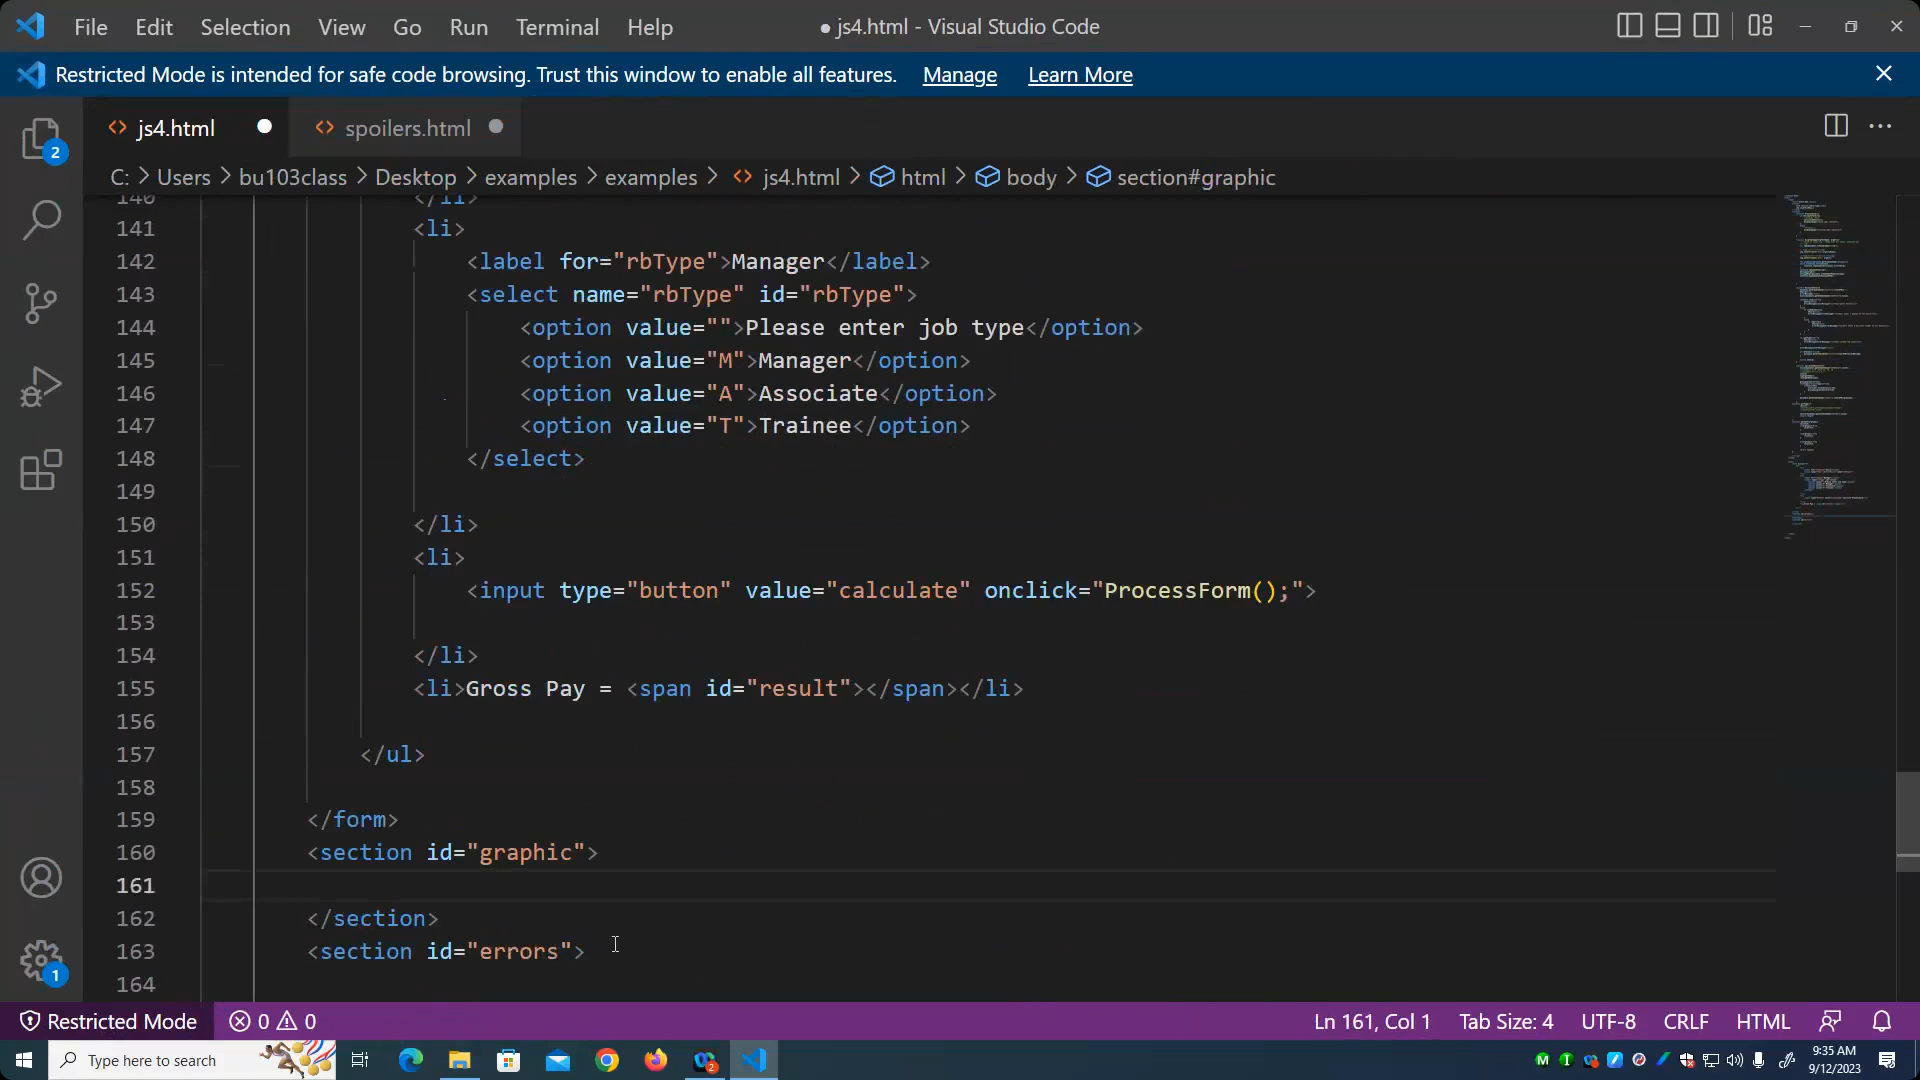 File Edit Selection View Go Run Terminal Help ● js4.html - Visual Studio Code
Restricted Mode is intended for safe code browsing. Trust this window to enable all features. Manage Learn More
js4.html spoilers.html
2
C: > Users > bu103class > Desktop > examples > examples > js4.html > html > body > section#graphic
140 </li>
141 <li>
142 <label for="rbType">Manager</label>
143 <select name="rbType" id="rbType">
144 <option value="">Please enter job type</option>
145 <option value="M">Manager</option>
146 <option value="A">Associate</option>
147 <option value="T">Trainee</option>
148 </select>
149
150 </li>
151 <li>
152 <input type="button" value="calculate" onclick="ProcessForm();">
153
154 </li>
155 <li>Gross Pay = <span id="result"></span></li>
156
157 </ul>
158
159 </form>
160 <section id="graphic">
161
162 </section>
163 <section id="errors">
164
1
Restricted Mode 0 0 Ln 161, Col 1 Tab Size: 4 UTF-8 CRLF HTML
Type here to search 2 9:35 AM
9/12/2023